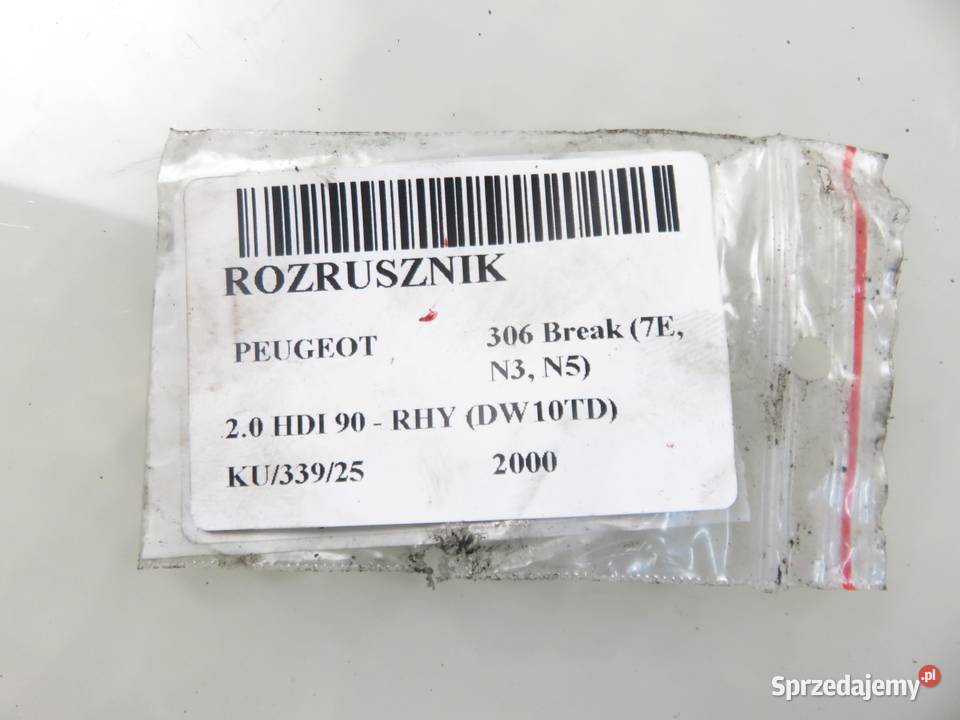 ROZRUSZNIK
PEUGEOT
306 Break (7E,
N3, N5)
2.0 HDI 90 - RHY (DW10TD)
KU/339/25
2000
Sprzedajemy.pl